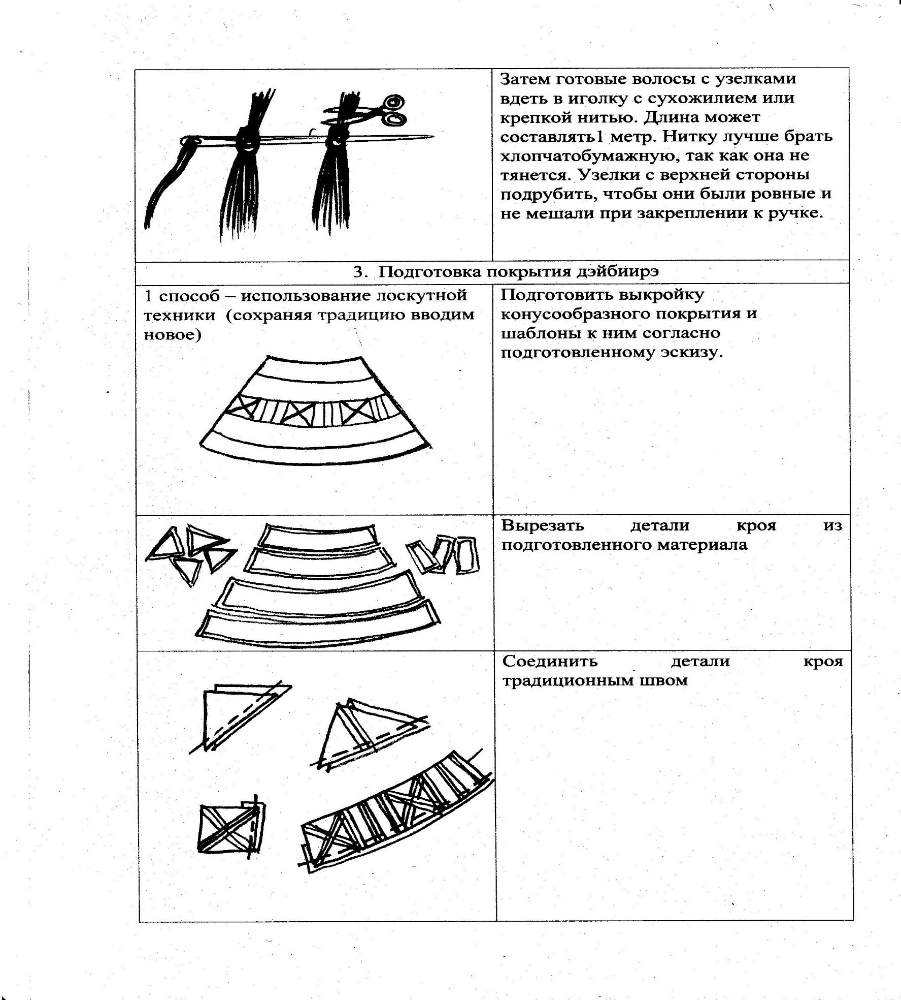 Затем готовые волосы с узелками
вдеть в иголку с сухожилием или
крепкой нитью. Длина может
составлять1 метр. Нитку лучше брать
хлопчатобумажную, так как она не
тянется. Узелки с верхней стороны
подрубить, чтобы они были ровные и
не мешали при закреплении к ручке.
3. Подготовка покрытия дэйбиирэ
1 способ – использование лоскутной
техники (сохраняя традицию вводим
новое)
Подготовить выкройку
конусообразного покрытия и
шаблоны к ним согласно
подготовленному эскизу.
Вырезать детали кроя из
подготовленного материала
Соединить детали кроя
традиционным швом